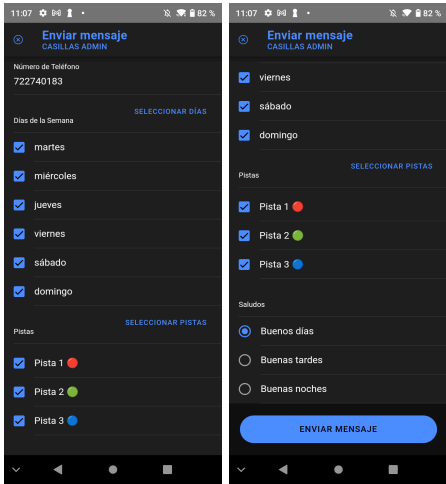 11:07 82 %
Enviar mensaje
CASILLAS ADMIN
Número de Teléfono
722740183
SELECCIONAR DÍAS
Días de la Semana
martes
miércoles
jueves
viernes
sábado
domingo
SELECCIONAR PISTAS
Pistas
Pista 1
Pista 2
Pista 3
11:07 82 %
Enviar mensaje
CASILLAS ADMIN
viernes
sábado
domingo
SELECCIONAR PISTAS
Pistas
Pista 1
Pista 2
Pista 3
Saludos
Buenos días
Buenas tardes
Buenas noches
ENVIAR MENSAJE